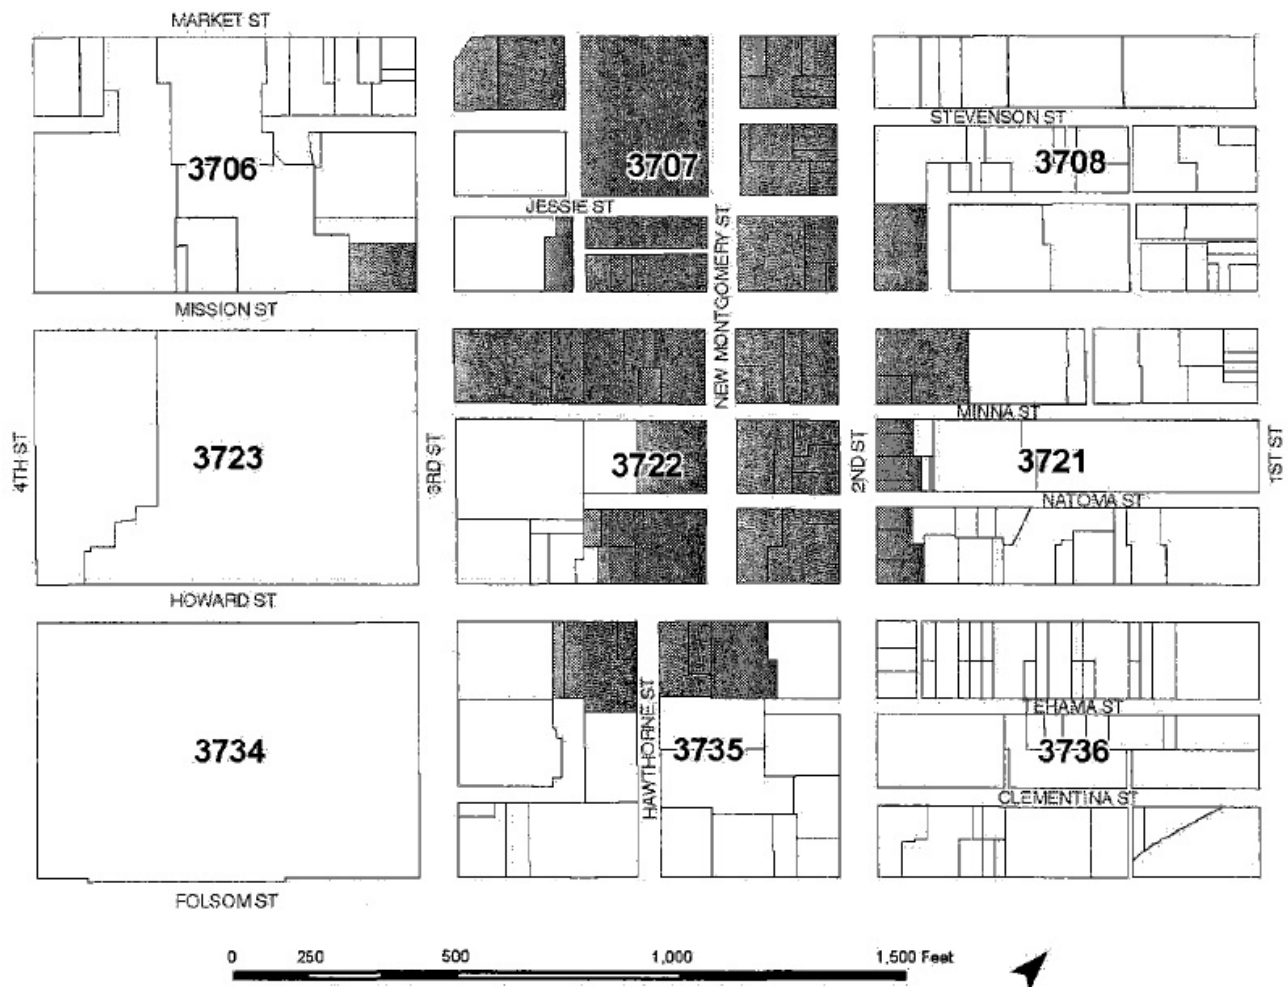 MARKET ST
STEVENSON ST
3706
3707
3708
JESSIE ST
NEW MONTGOMERY ST
MISSION ST
MINNA ST
4TH ST
3723
3RD ST
3722
2ND ST
3721
1ST ST
NATOMA ST
HOWARD ST
TEHAMA ST
3734
HAWTHORNE ST
3735
3736
CLEMENTINA ST
FOLSOM ST
0 250 500 1,000 1,500 Feet